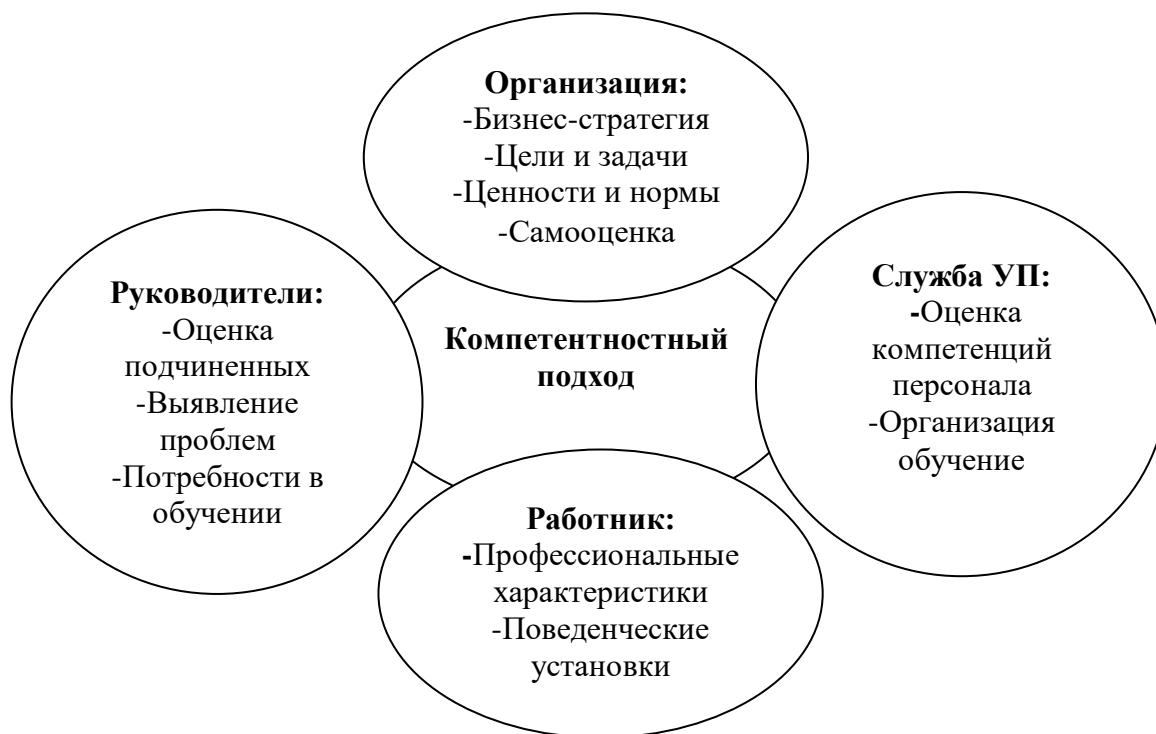 Организация:
-Бизнес-стратегия
-Цели и задачи
-Ценности и нормы
-Самооценка
Руководители:
-Оценка
подчиненных
-Выявление
проблем
-Потребности в
обучении
Компетентностный
подход
Служба УП:
-Оценка
компетенций
персонала
-Организация
обучение
Работник:
-Профессиональные
характеристики
-Поведенческие
установки